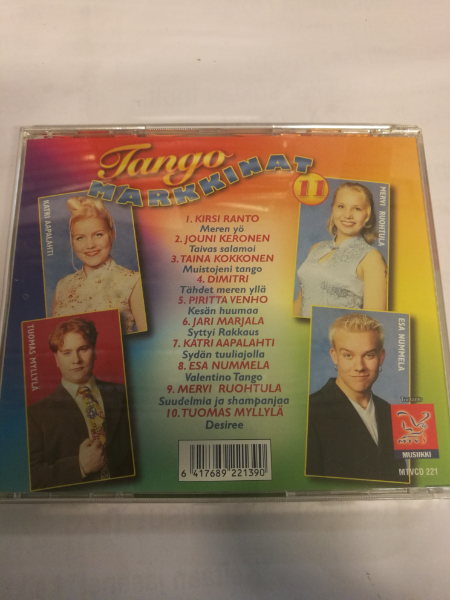 Tango
MARKKINAT
11
KATRI AAPALAHTI
MERVI RUOHTULA
1. KIRSI RANTO
Meren yö
2. JOUNI KERONEN
Taivas salamoi
3. TAINA KOKKONEN
Muistojeni tango
4. DIMITRI
Tähdet meren yllä
5. PIRITTA VENHO
Kesän huumaa
6. JARI MARJALA
Syttyi Rakkaus
7. KATRI AAPALAHTI
Sydän tuuliajolla
8. ESA NUMMELA
Valentino Tango
9. MERVI RUOHTULA
Suudelmia ja shampanjaa
10. TUOMAS MYLLYLÄ
Desiree
TUOMAS MYLLYLÄ
ESA NUMMELA
MUSIIKKI
MTVCD 221
6 417689 221390